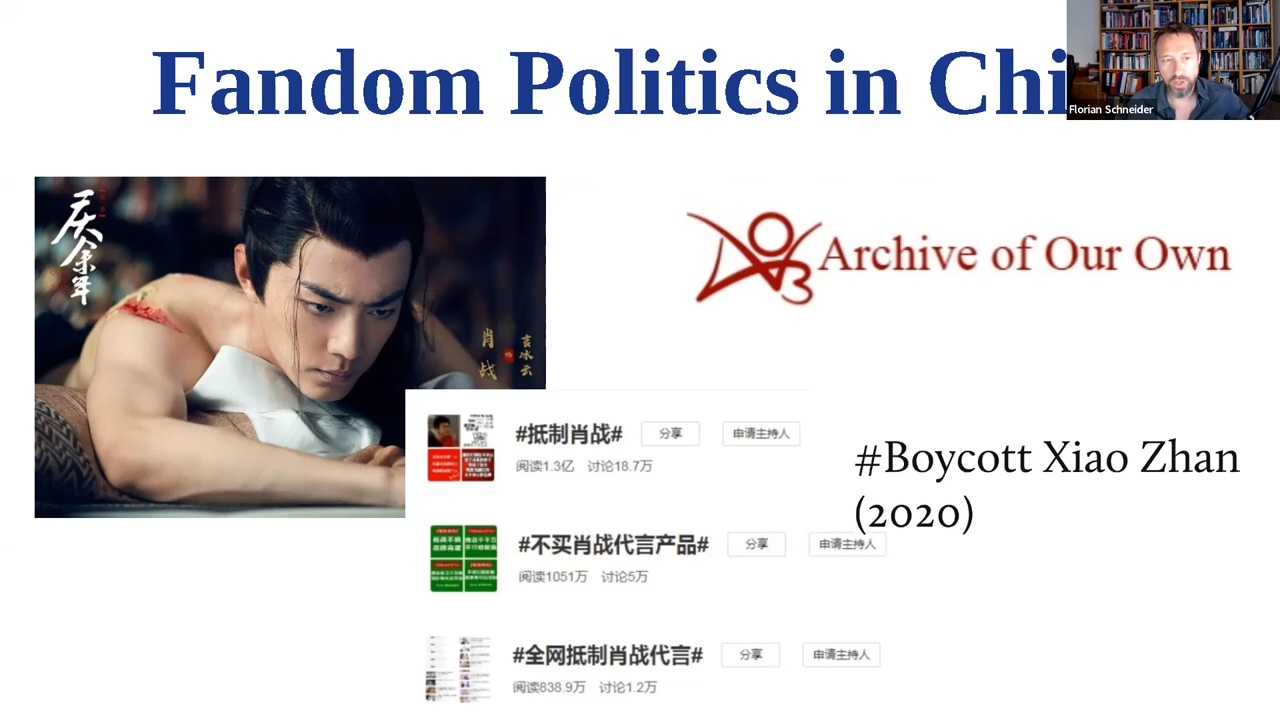 Fandom Politics in Chi
Florian Schneider
庆余年
肖战
言冰云
Archive of Our Own
#抵制肖战#
分享
申请主持人
阅读1.3亿 讨论18.7万
#Boycott Xiao Zhan
(2020)
#不买肖战代言产品#
分享
申请主持人
阅读1051万 讨论5万
#全网抵制肖战代言#
分享
申请主持人
阅读838.9万 讨论1.2万